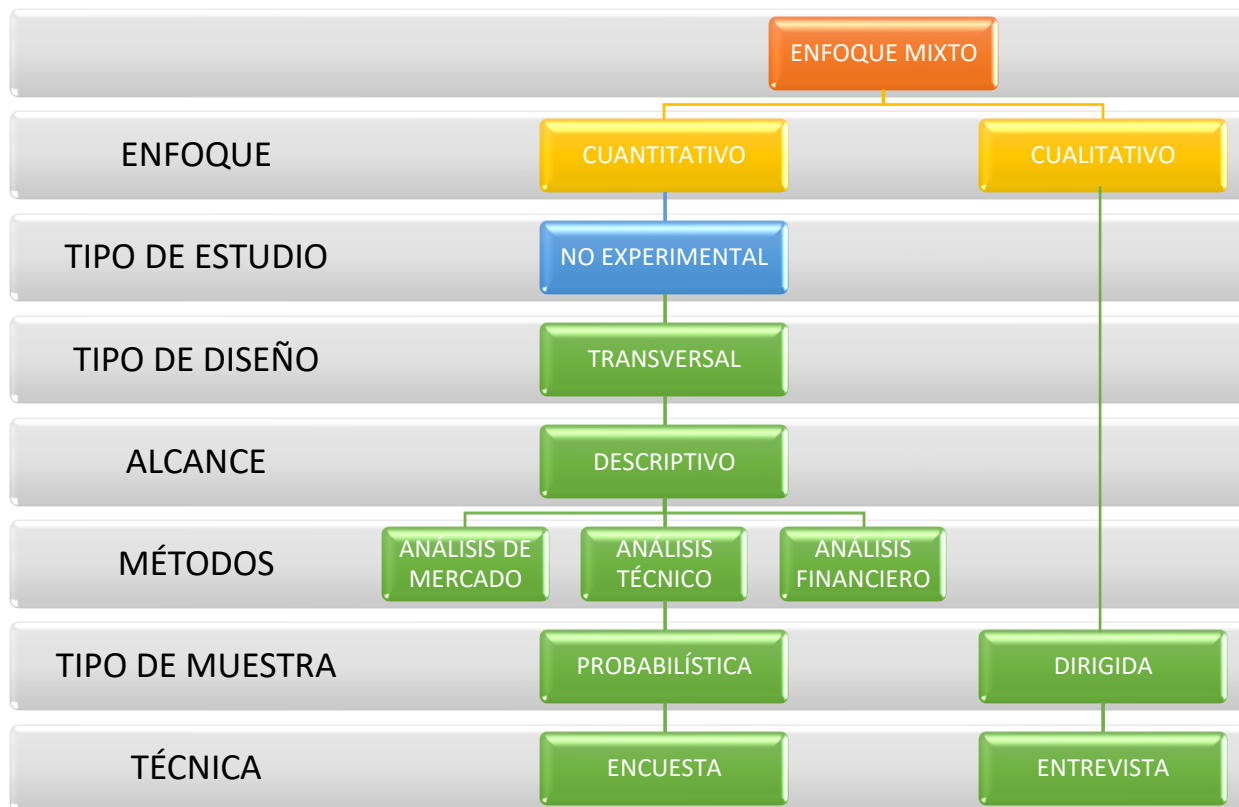 ENFOQUE MIXTO
ENFOQUE
CUANTITATIVO
CUALITATIVO
TIPO DE ESTUDIO
NO EXPERIMENTAL
TIPO DE DISEÑO
TRANSVERSAL
ALCANCE
DESCRIPTIVO
MÉTODOS
ANÁLISIS DE
MERCADO
ANÁLISIS
TÉCNICO
ANÁLISIS
FINANCIERO
TIPO DE MUESTRA
PROBABILÍSTICA
DIRIGIDA
TÉCNICA
ENCUESTA
ENTREVISTA